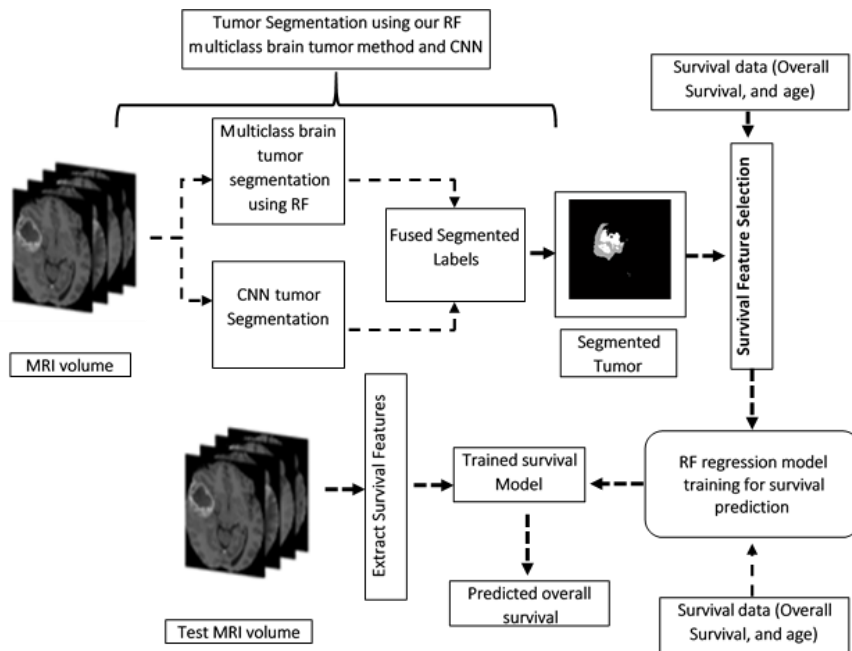 Tumor Segmentation using our RF
multiclass brain tumor method and CNN
Survival data (Overall
Survival, and age)
Multiclass brain
tumor
segmentation
using RF
Fused Segmented
Labels
CNN tumor
Segmentation
MRI volume
Segmented
Tumor
Survival Feature Selection
Extract Survival Features
Trained survival
Model
RF regression model
training for survival
prediction
Predicted overall
survival
Test MRI volume
Survival data (Overall
Survival, and age)